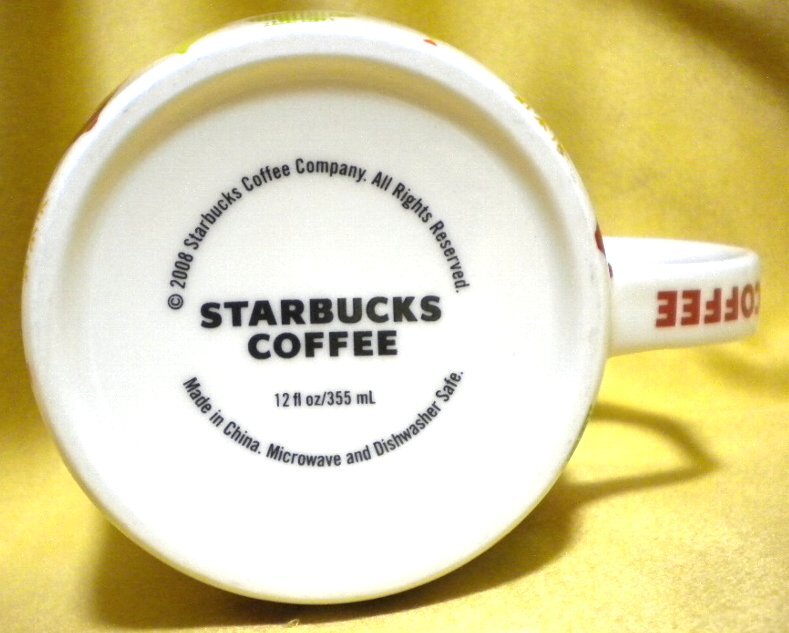 © 2008 Starbucks Coffee Company. All Rights Reserved.
STARBUCKS
COFFEE
12 fl oz/355 mL
Made in China. Microwave and Dishwasher Safe.
COFFEE